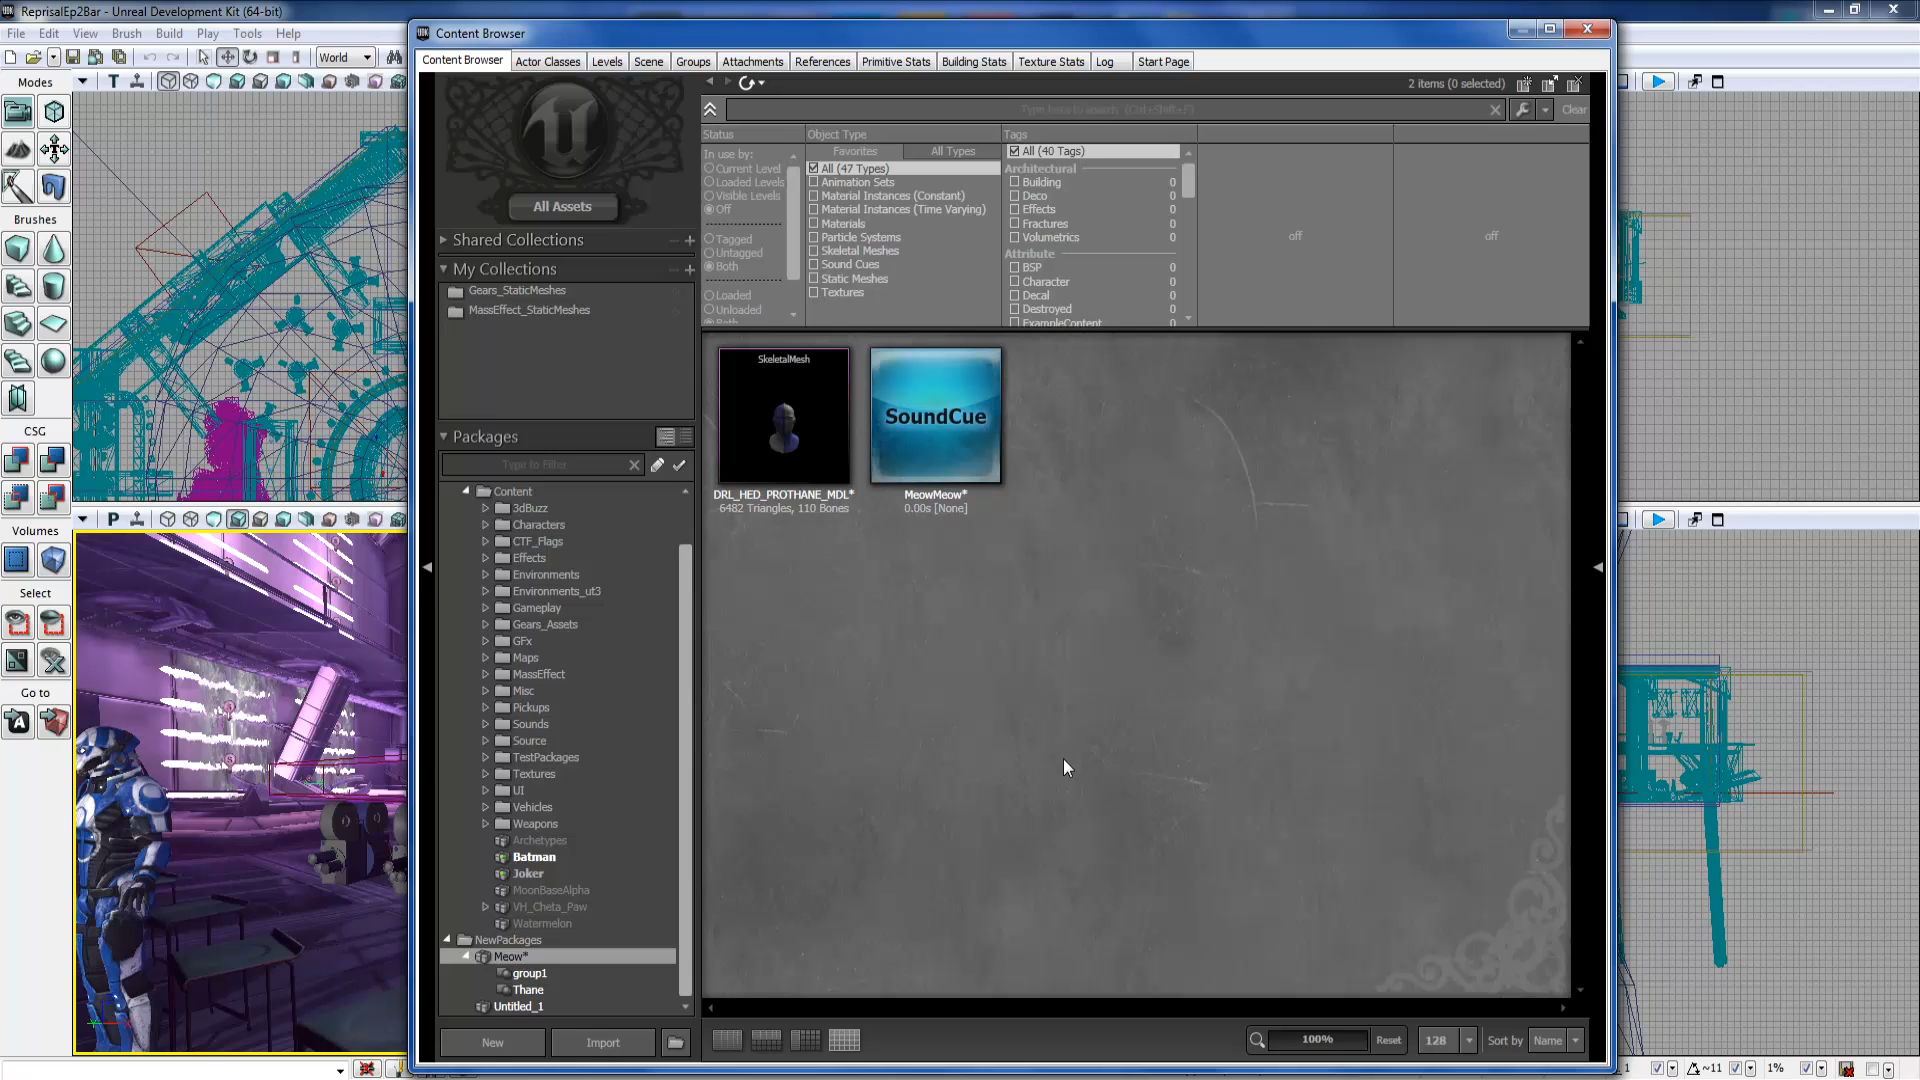 ReprisalEp2Bar - Unreal Development Kit (64-bit)
File Edit View Brush Build Play Tools Help
World
Modes
Brushes
CSG
Volumes
Select
Go to
T
P
Content Browser
Content Browser Actor Classes Levels Scene Groups Attachments References Primitive Stats Building Stats Texture Stats Log Start Page
All Assets
Shared Collections
My Collections
Gears_StaticMeshes
MassEffect_StaticMeshes
Packages
Type to Filter
Content
3dBuzz
Characters
CTF_Flags
Effects
Environments
Environments_ut3
Gameplay
Gears_Assets
GFx
Maps
MassEffect
Misc
Pickups
Sounds
Source
TestPackages
Textures
UI
Vehicles
Weapons
Archetypes
Batman
Joker
MoonBaseAlpha
VH_Cheta_Paw
Watermelon
NewPackages
Meow*
group1
Thane
Untitled_1
New Import
2 items (0 selected)
Type here to search (Ctrl+Shift+F)
Clear
Status
In use by:
Current Level
Loaded Levels
Visible Levels
Off
Tagged
Untagged
Both
Loaded
Unloaded
Both
Object Type
Favorites All Types
All (47 Types)
Animation Sets
Material Instances (Constant)
Material Instances (Time Varying)
Materials
Particle Systems
Skeletal Meshes
Sound Cues
Static Meshes
Textures
Tags
All (40 Tags)
Architectural
Building 0
Deco 0
Effects 0
Fractures 0
Volumetrics 0
Attribute
BSP 0
Character 0
Decal 0
Destroyed 0
ExampleContent 0
off
off
SkeletalMesh
DRL_HED_PROTHANE_MDL*
6482 Triangles, 110 Bones
SoundCue
MeowMeow*
0.00s [None]
100% Reset 128 Sort by Name
1 11 1%